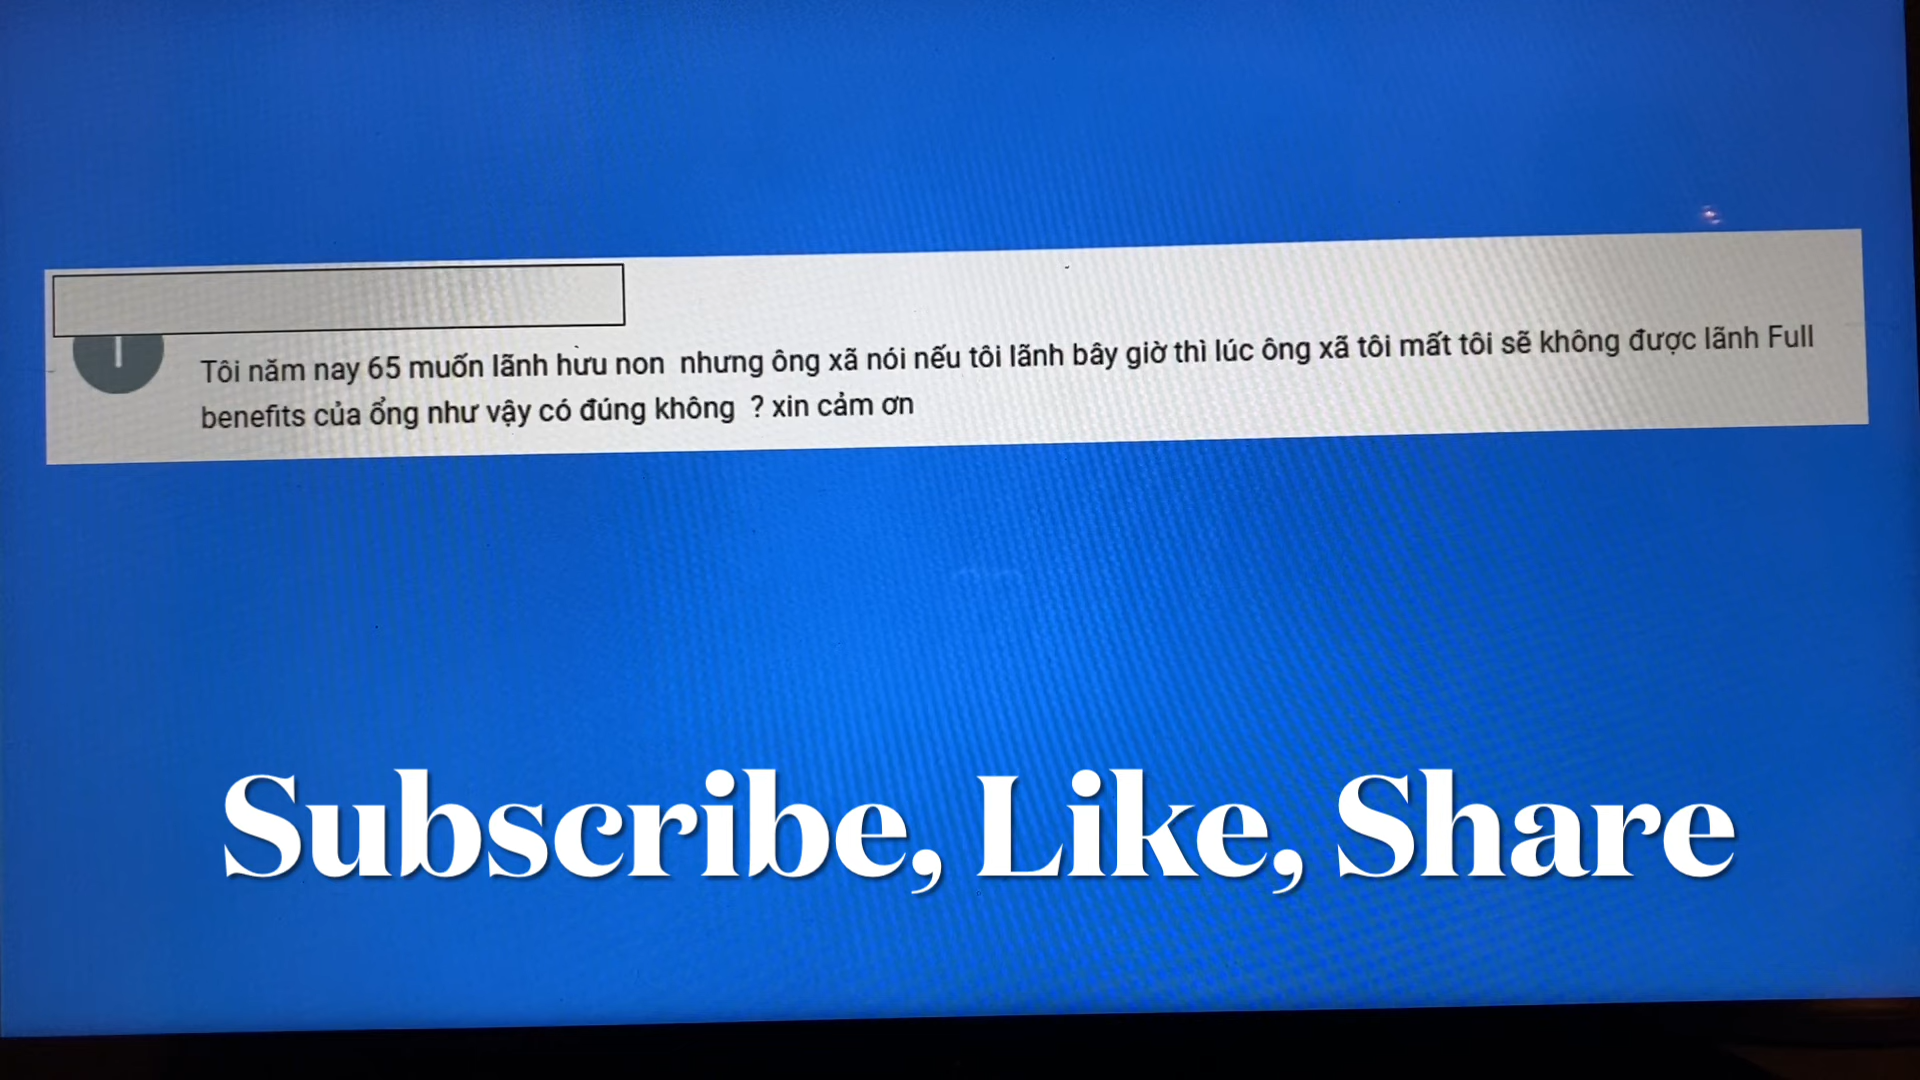 Tôi năm nay 65 muốn lãnh hưu non nhưng ông xã nói nếu tôi lãnh bây giờ thì lúc ông xã tôi mất tôi sẽ không được lãnh Full
benefits của ổng như vậy có đúng không ? xin cảm ơn
Subscribe, Like, Share